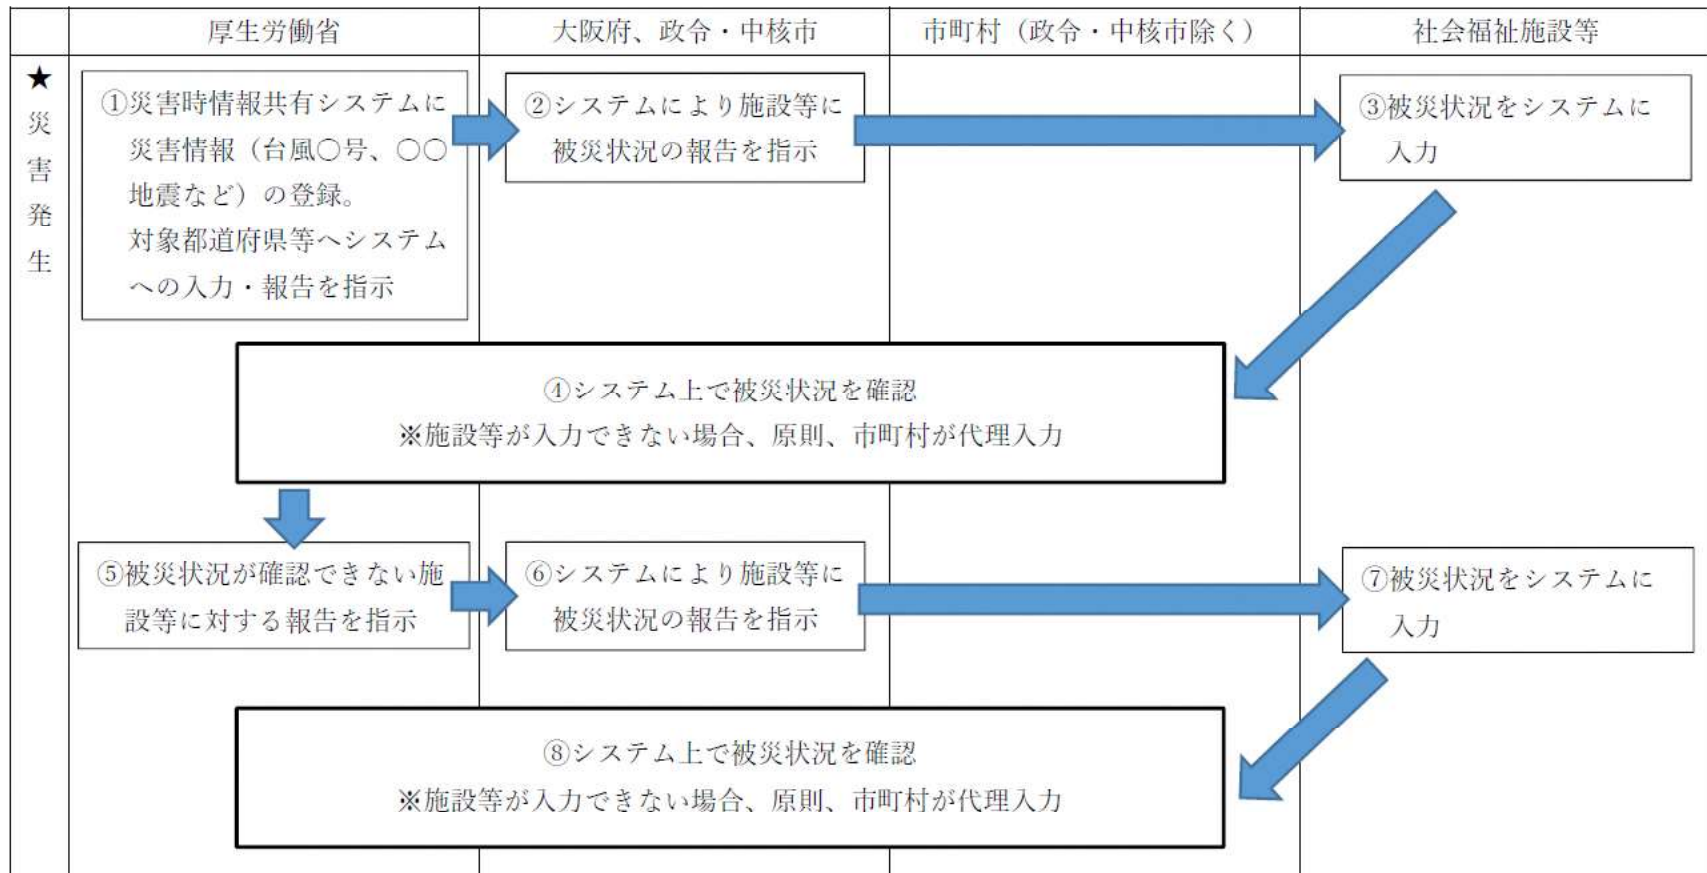 厚生労働省
大阪府、政令・中核市
市町村（政令・中核市除く）
社会福祉施設等
★
災
害
発
生
①災害時情報共有システムに
災害情報（台風〇号、〇〇
地震など）の登録。
対象都道府県等へシステム
への入力・報告を指示
②システムにより施設等に
被災状況の報告を指示
③被災状況をシステムに
入力
④システム上で被災状況を確認
※施設等が入力できない場合、原則、市町村が代理入力
⑤被災状況が確認できない施
設等に対する報告を指示
⑥システムにより施設等に
被災状況の報告を指示
⑦被災状況をシステムに
入力
⑧システム上で被災状況を確認
※施設等が入力できない場合、原則、市町村が代理入力